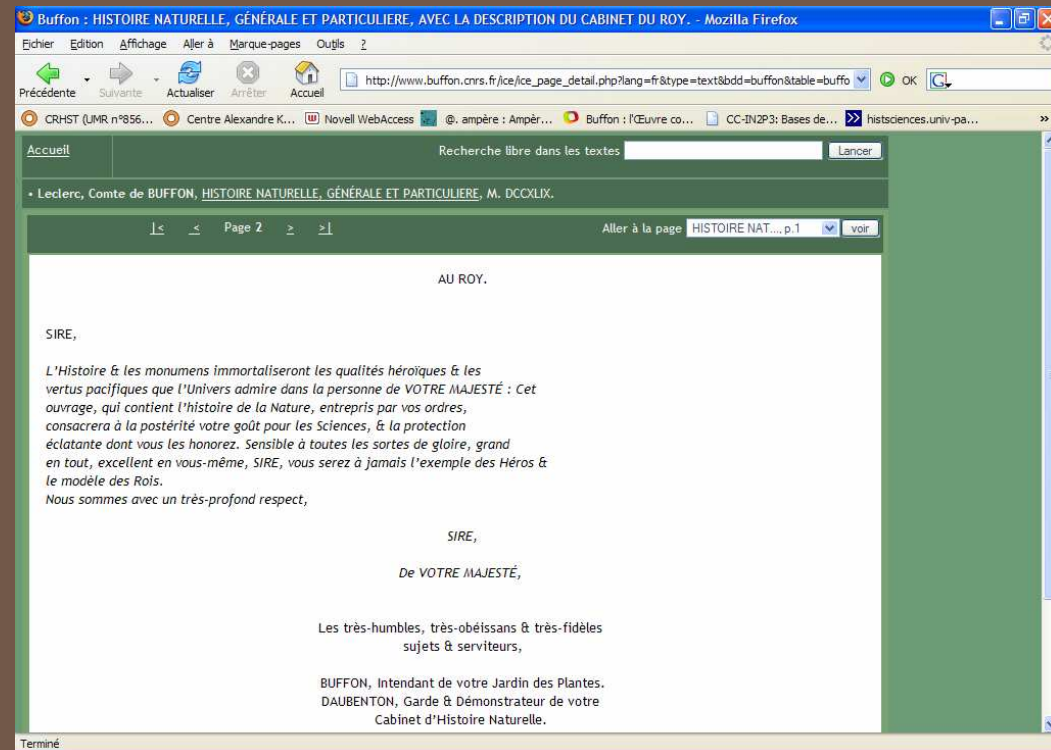 Buffon : HISTOIRE NATURELLE, GÉNÉRALE ET PARTICULIERE, AVEC LA DESCRIPTION DU CABINET DU ROY. - Mozilla Firefox
Fichier Edition Affichage Aller à Marque-pages Outils ?
Précédente Suivante Actualiser Arrêter Accueil http://www.buffon.cnrs.fr/ice/ice_page_detail.php?lang=fr&type=text&bdd=buffon&table=buffo OK G
CRHST (UMR n°856... Centre Alexandre K... Novell WebAccess @. ampère : Ampèr... Buffon : l'Œuvre co... CC-IN2P3: Bases de... histsciences.univ-pa... »
Accueil Recherche libre dans les textes Lancer
• Leclerc, Comte de BUFFON, HISTOIRE NATURELLE, GÉNÉRALE ET PARTICULIERE, M. DCCXLIX.
|< < Page 2 > >| Aller à la page HISTOIRE NAT..., p.1 voir
AU ROY.
SIRE,
L'Histoire & les monumens immortaliseront les qualités héroïques & les
vertus pacifiques que l'Univers admire dans la personne de VOTRE MAJESTÉ : Cet
ouvrage, qui contient l'histoire de la Nature, entrepris par vos ordres,
consacrera à la postérité votre goût pour les Sciences, & la protection
éclatante dont vous les honorez. Sensible à toutes les sortes de gloire, grand
en tout, excellent en vous-même, SIRE, vous serez à jamais l'exemple des Héros &
le modèle des Rois.
Nous sommes avec un très-profond respect,
SIRE,
De VOTRE MAJESTÉ,
Les très-humbles, très-obéissans & très-fidèles
sujets & serviteurs,
BUFFON, Intendant de votre Jardin des Plantes.
DAUBENTON, Garde & Démonstrateur de votre
Cabinet d'Histoire Naturelle.
Terminé